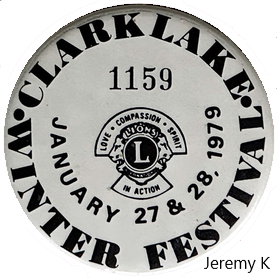 CLARK LAKE
WINTER FESTIVAL
1159
LOVE • COMPASSION • SPIRIT
LIONS
L
IN ACTION
JANUARY 27 & 28, 1979
Jeremy K